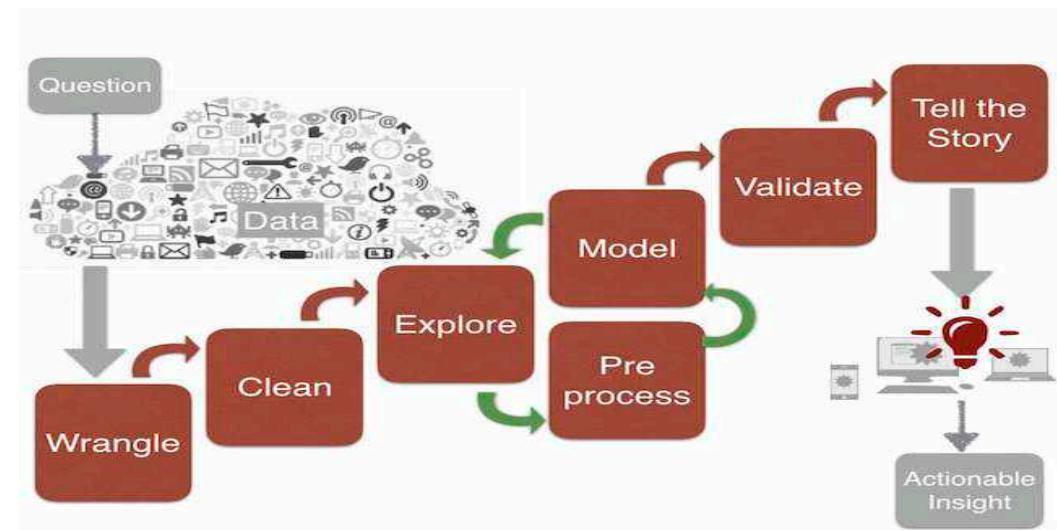 Question
Data
Wrangle
Clean
Explore
Pre
process
Model
Validate
Tell the
Story
Actionable
Insight